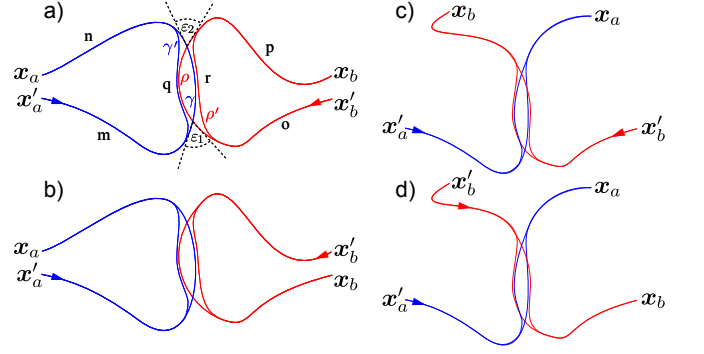 a)
n
p
ε₂
γ′
x_a
q
ρ
r
x_b
x′_a
γ
x′_b
m
ρ′
o
ε₁
b)
x_a
x′_b
x′_a
x_b
c)
x_b
x_a
x′_a
x′_b
d)
x′_b
x_a
x′_a
x_b